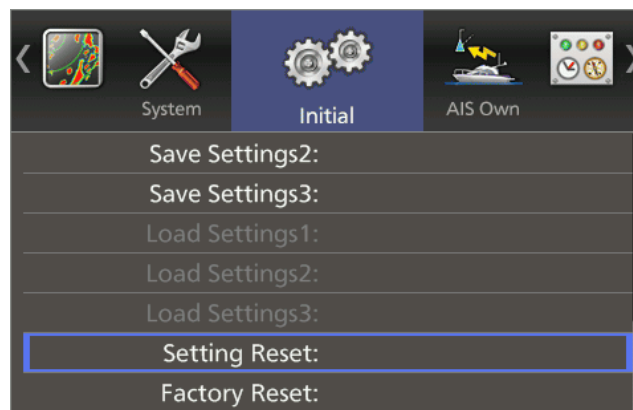 System
Initial
AIS Own
Save Settings2:
Save Settings3:
Load Settings1:
Load Settings2:
Load Settings3:
Setting Reset:
Factory Reset: